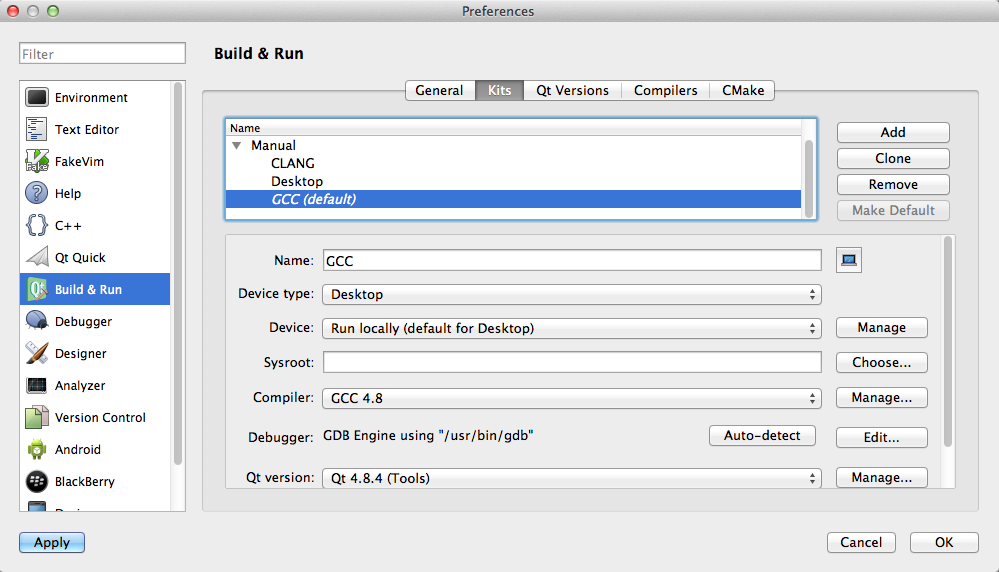 Preferences
Filter
Build & Run
Environment
Text Editor
FakeVim
Help
C++
Qt Quick
Build & Run
Debugger
Designer
Analyzer
Version Control
Android
BlackBerry
General Kits Qt Versions Compilers CMake
Name
Manual
CLANG
Desktop
GCC (default)
Add
Clone
Remove
Make Default
Name: GCC
Device type: Desktop
Device: Run locally (default for Desktop) Manage
Sysroot: Choose...
Compiler: GCC 4.8 Manage...
Debugger: GDB Engine using "/usr/bin/gdb" Auto-detect Edit...
Qt version: Qt 4.8.4 (Tools) Manage...
Apply Cancel OK